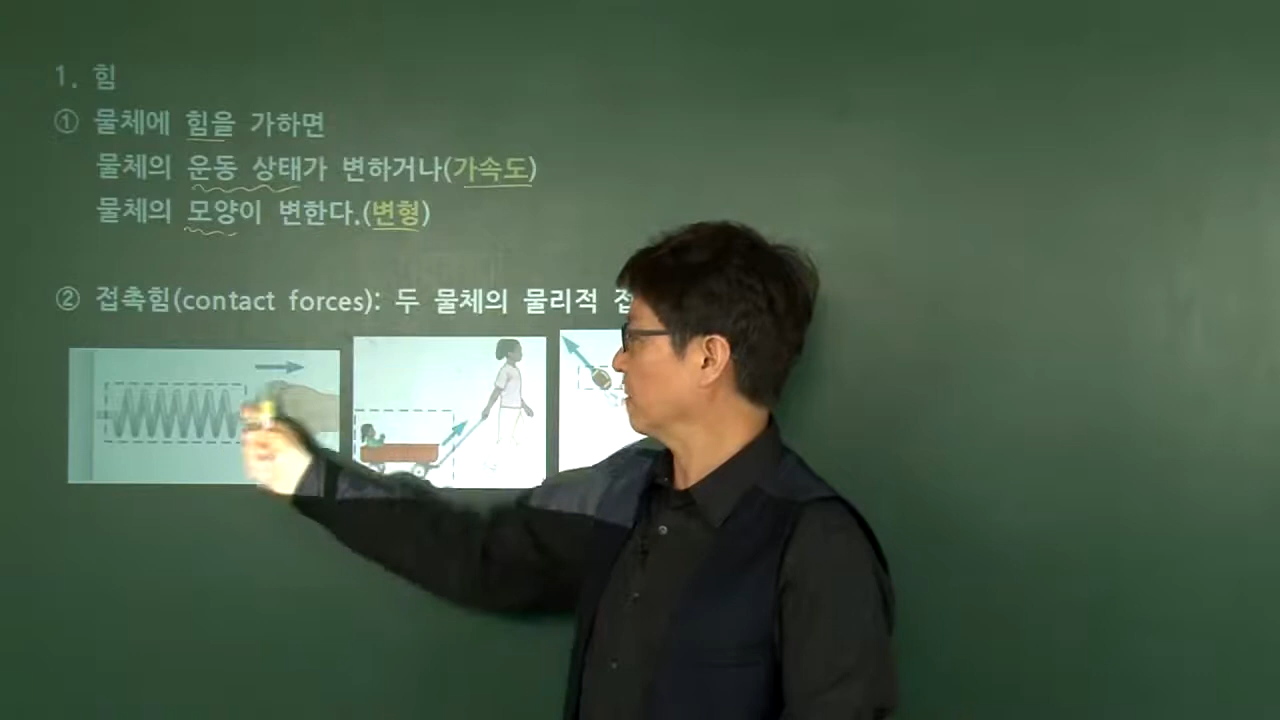 1. 힘
① 물체에 힘을 가하면
물체의 운동 상태가 변하거나(가속도)
물체의 모양이 변한다.(변형)
② 접촉힘(contact forces): 두 물체의 물리적